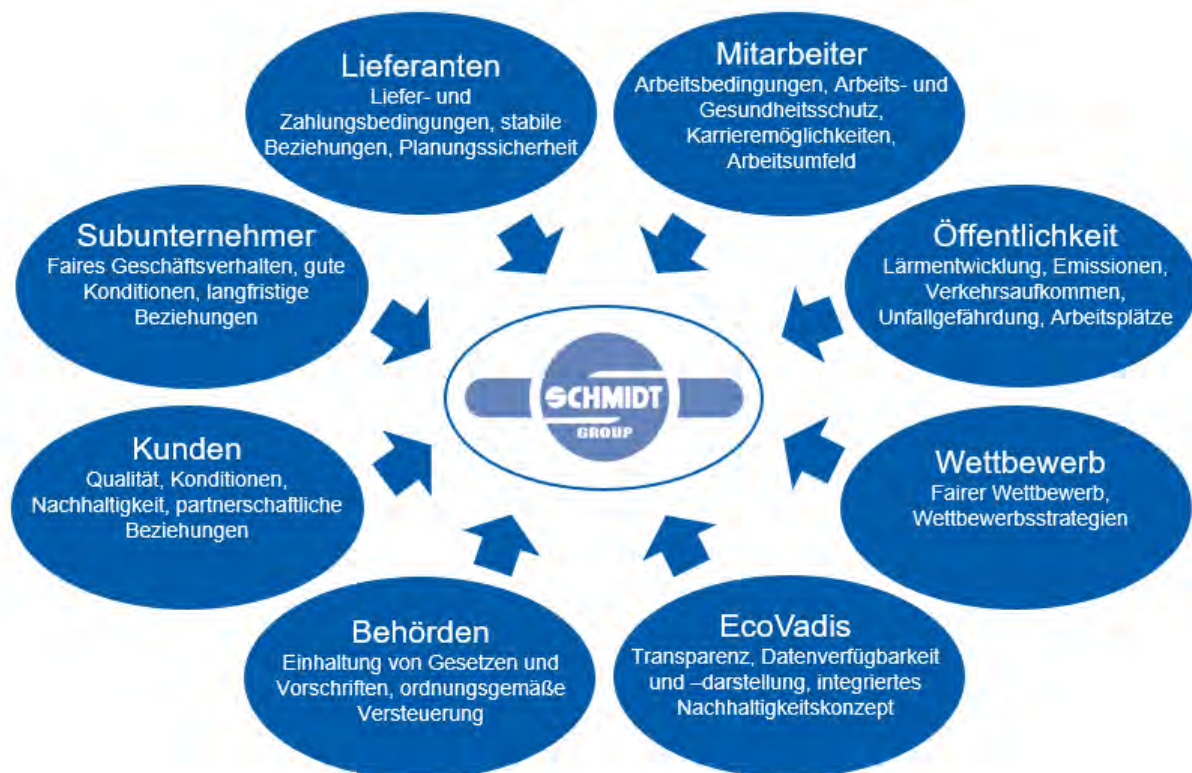 Lieferanten
Liefer- und
Zahlungsbedingungen, stabile
Beziehungen, Planungssicherheit
Mitarbeiter
Arbeitsbedingungen, Arbeits- und
Gesundheitsschutz,
Karrieremöglichkeiten,
Arbeitsumfeld
Subunternehmer
Faires Geschäftsverhalten, gute
Konditionen, langfristige
Beziehungen
Öffentlichkeit
Lärmentwicklung, Emissionen,
Verkehrsaufkommen,
Unfallgefährdung, Arbeitsplätze
SCHMIDT
GROUP
Kunden
Qualität, Konditionen,
Nachhaltigkeit, partnerschaftliche
Beziehungen
Wettbewerb
Fairer Wettbewerb,
Wettbewerbsstrategien
Behörden
Einhaltung von Gesetzen und
Vorschriften, ordnungsgemäße
Versteuerung
EcoVadis
Transparenz, Datenverfügbarkeit
und –darstellung, integriertes
Nachhaltigkeitskonzept